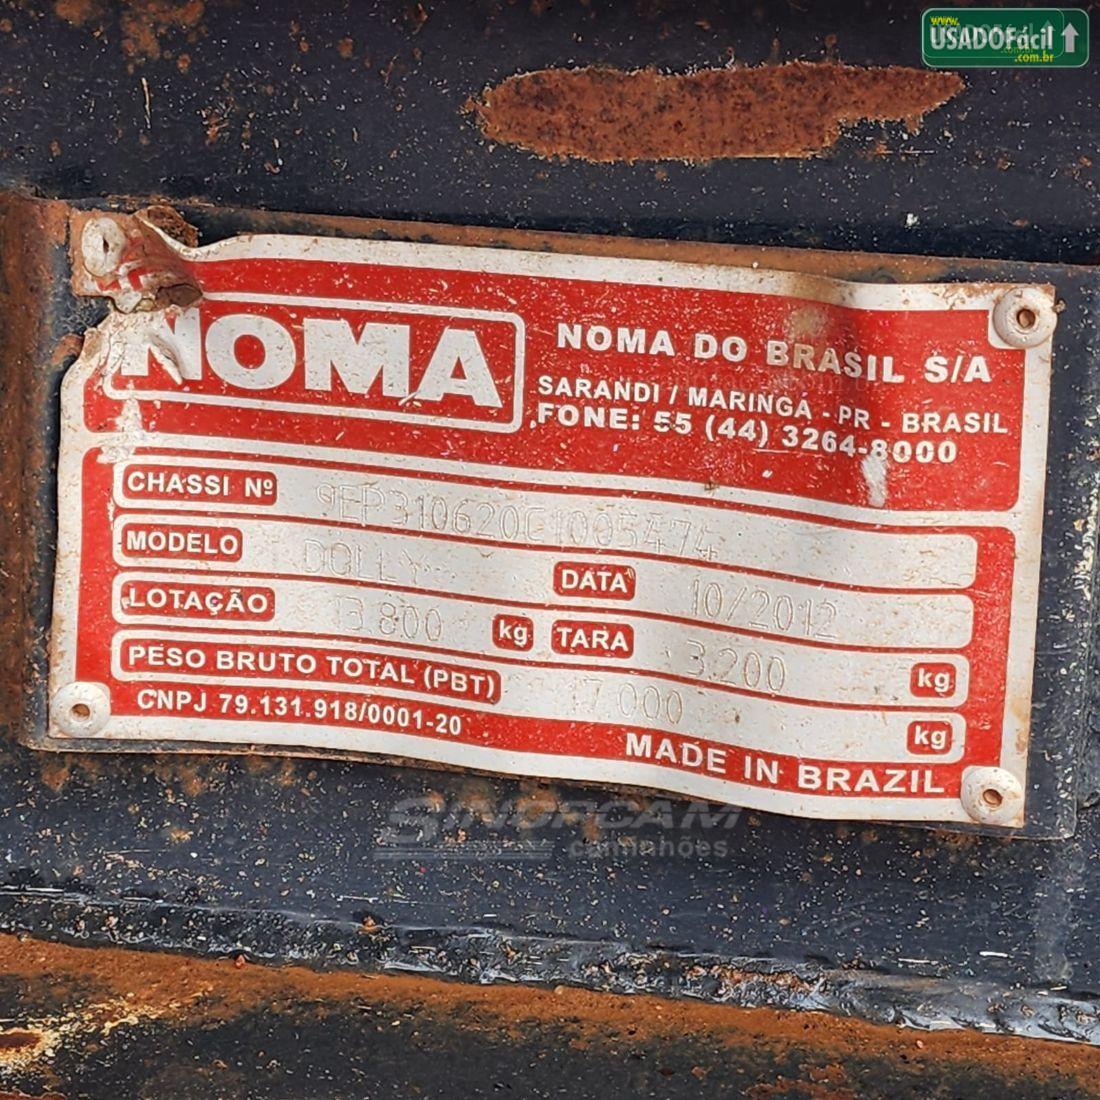 www.
USADOFácil
.com.br
NOMA
NOMA DO BRASIL S/A
SARANDI / MARINGÁ - PR - BRASIL
FONE: 55 (44) 3264-8000
CHASSI Nº 9EP310620C1005474
MODELO DOLLY DATA 10/2012
LOTAÇÃO 13.800 kg TARA 3.200 kg
PESO BRUTO TOTAL (PBT) 17.000 kg
CNPJ 79.131.918/0001-20
MADE IN BRAZIL
SINOPCAM
caminhões